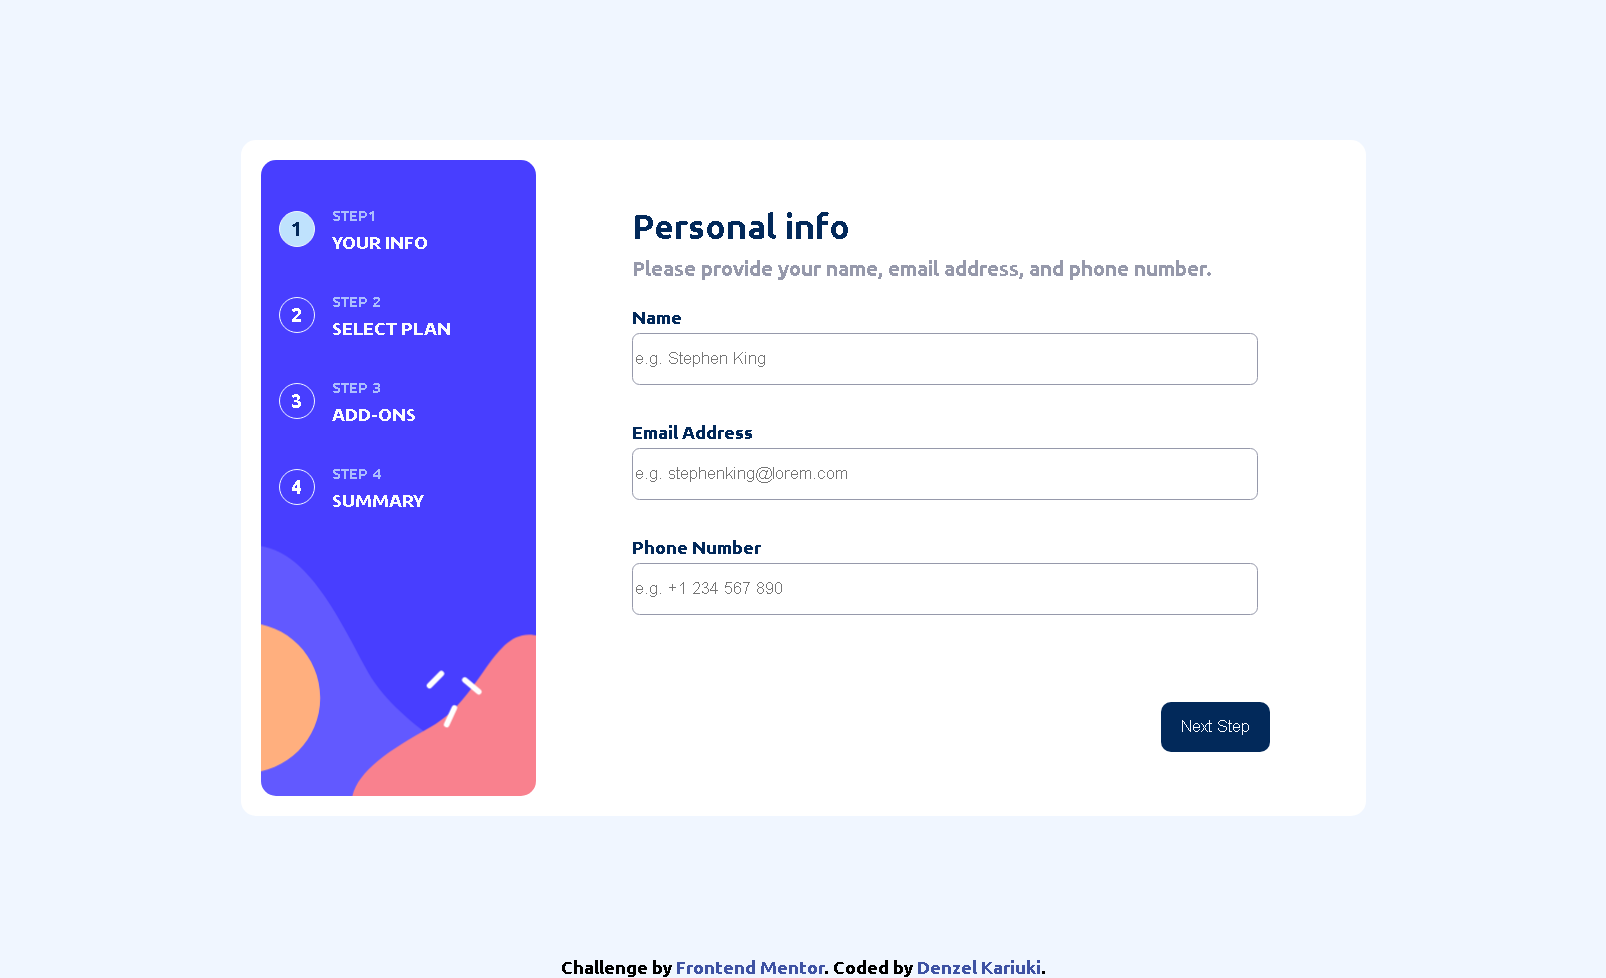 1
STEP1
YOUR INFO
2
STEP 2
SELECT PLAN
3
STEP 3
ADD-ONS
4
STEP 4
SUMMARY
Personal info
Please provide your name, email address, and phone number.
Name
e.g. Stephen King
Email Address
e.g. stephenking@lorem.com
Phone Number
e.g. +1 234 567 890
Next Step
Challenge by Frontend Mentor. Coded by Denzel Kariuki.